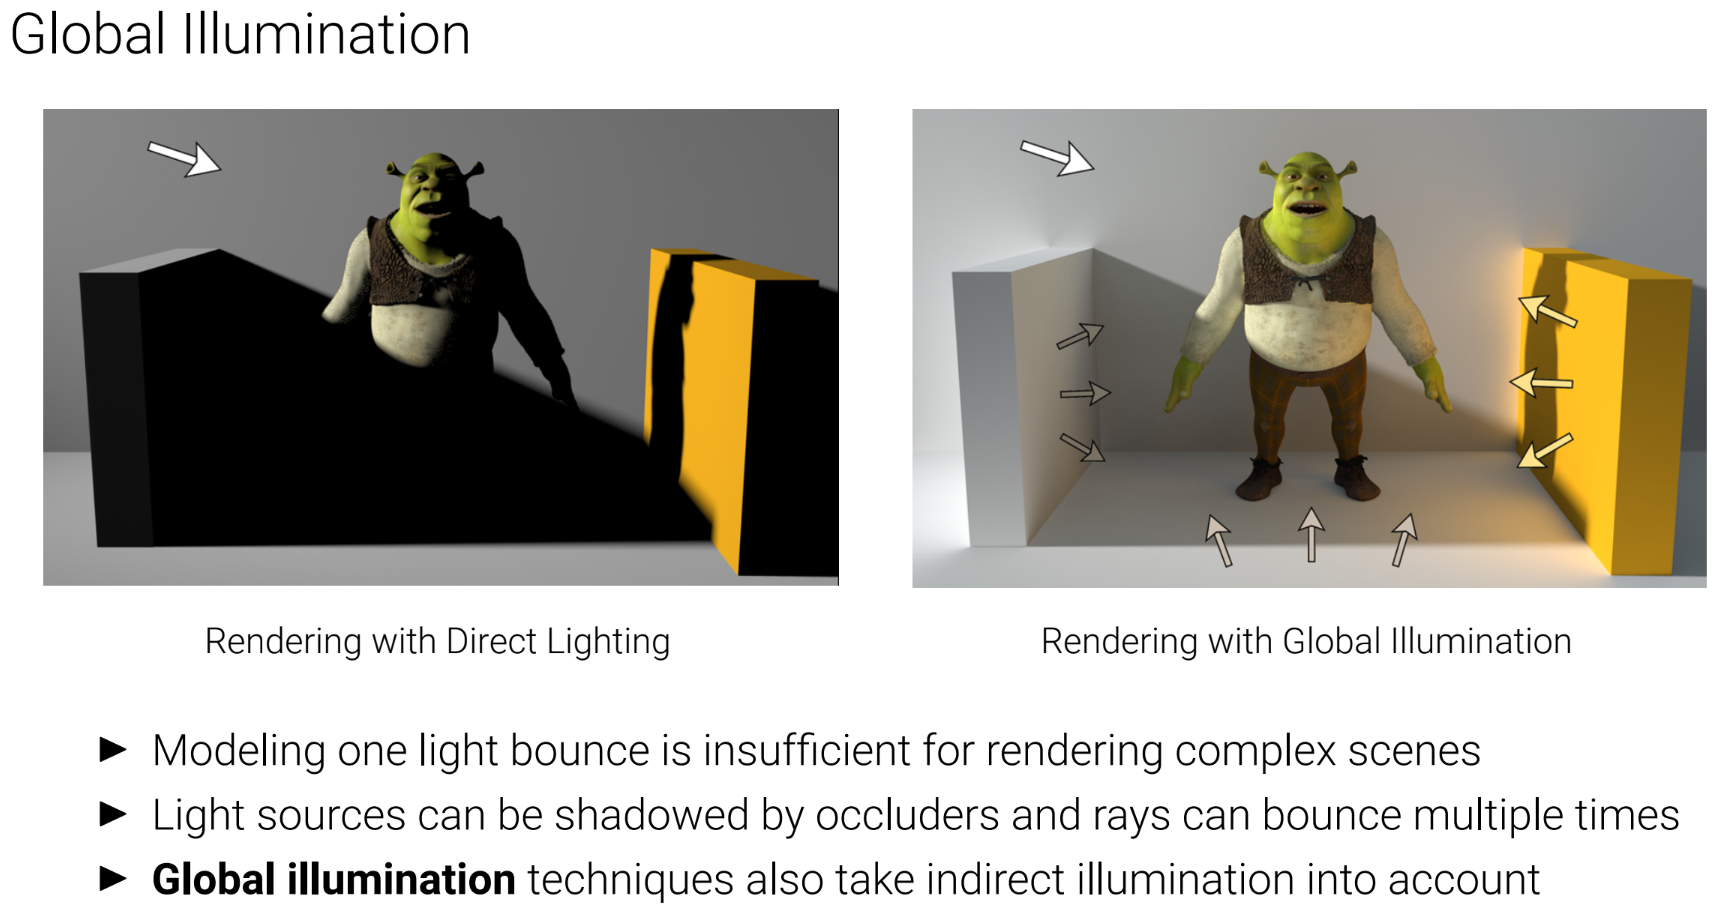 Global Illumination
Rendering with Direct Lighting
Rendering with Global Illumination
► Modeling one light bounce is insufficient for rendering complex scenes
► Light sources can be shadowed by occluders and rays can bounce multiple times
► Global illumination techniques also take indirect illumination into account